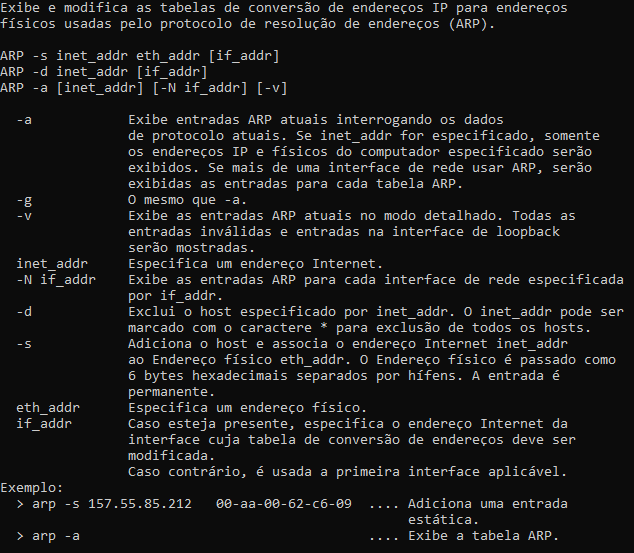 Exibe e modifica as tabelas de conversão de endereços IP para endereços
físicos usadas pelo protocolo de resolução de endereços (ARP).

ARP -s inet_addr eth_addr [if_addr]
ARP -d inet_addr [if_addr]
ARP -a [inet_addr] [-N if_addr] [-v]

  -a            Exibe entradas ARP atuais interrogando os dados
                de protocolo atuais. Se inet_addr for especificado, somente
                os endereços IP e físicos do computador especificado serão
                exibidos. Se mais de uma interface de rede usar ARP, serão
                exibidas as entradas para cada tabela ARP.
  -g            O mesmo que -a.
  -v            Exibe as entradas ARP atuais no modo detalhado. Todas as
                entradas inválidas e entradas na interface de loopback
                serão mostradas.
  inet_addr     Especifica um endereço Internet.
  -N if_addr    Exibe as entradas ARP para cada interface de rede especificada
                por if_addr.
  -d            Exclui o host especificado por inet_addr. O inet_addr pode ser
                marcado com o caractere * para exclusão de todos os hosts.
  -s            Adiciona o host e associa o endereço Internet inet_addr
                ao Endereço físico eth_addr. O Endereço físico é passado como
                6 bytes hexadecimais separados por hífens. A entrada é
                permanente.
  eth_addr      Especifica um endereço físico.
  if_addr       Caso esteja presente, especifica o endereço Internet da
                interface cuja tabela de conversão de endereços deve ser
                modificada.
                Caso contrário, é usada a primeira interface aplicável.
Exemplo:
  > arp -s 157.55.85.212   00-aa-00-62-c6-09  .... Adiciona uma entrada
                                                   estática.
  > arp -a                                    .... Exibe a tabela ARP.